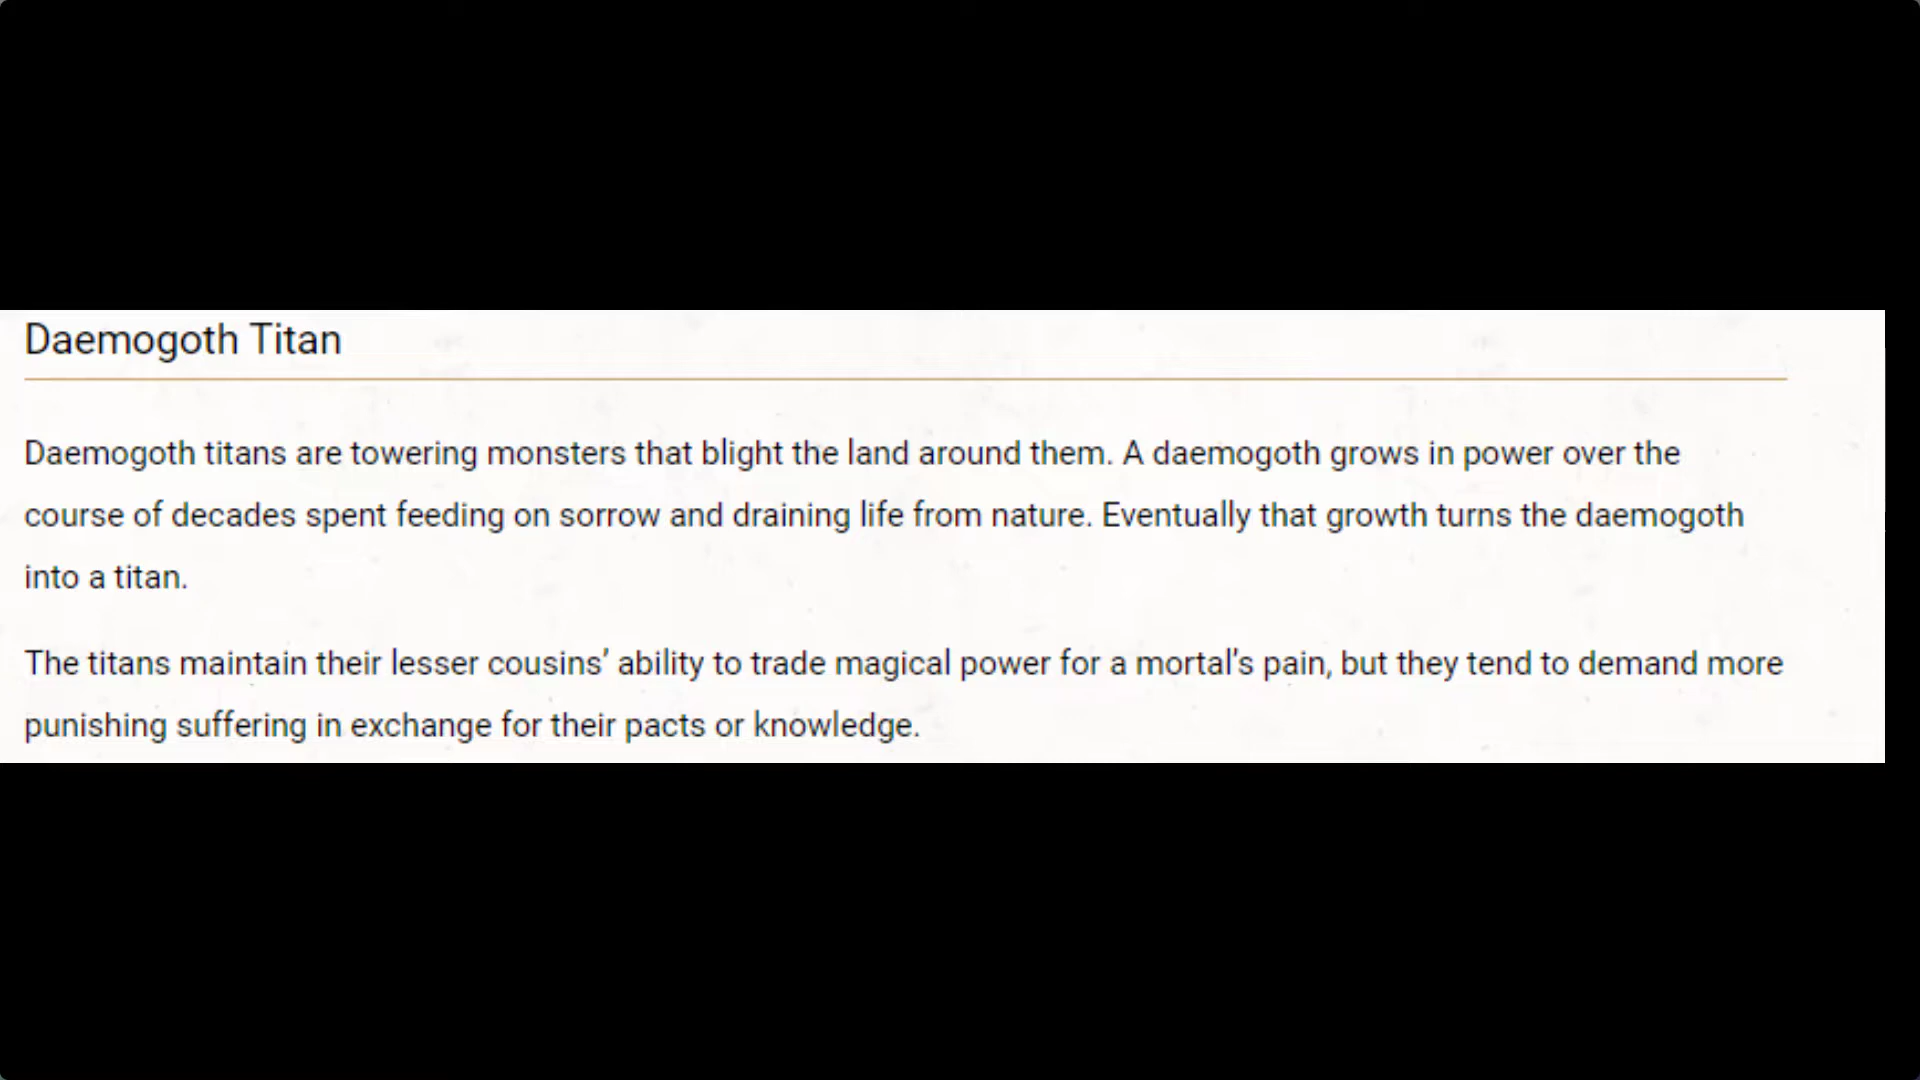 Daemogoth Titan
Daemogoth titans are towering monsters that blight the land around them. A daemogoth grows in power over the
course of decades spent feeding on sorrow and draining life from nature. Eventually that growth turns the daemogoth
into a titan.
The titans maintain their lesser cousins’ ability to trade magical power for a mortal's pain, but they tend to demand more
punishing suffering in exchange for their pacts or knowledge.